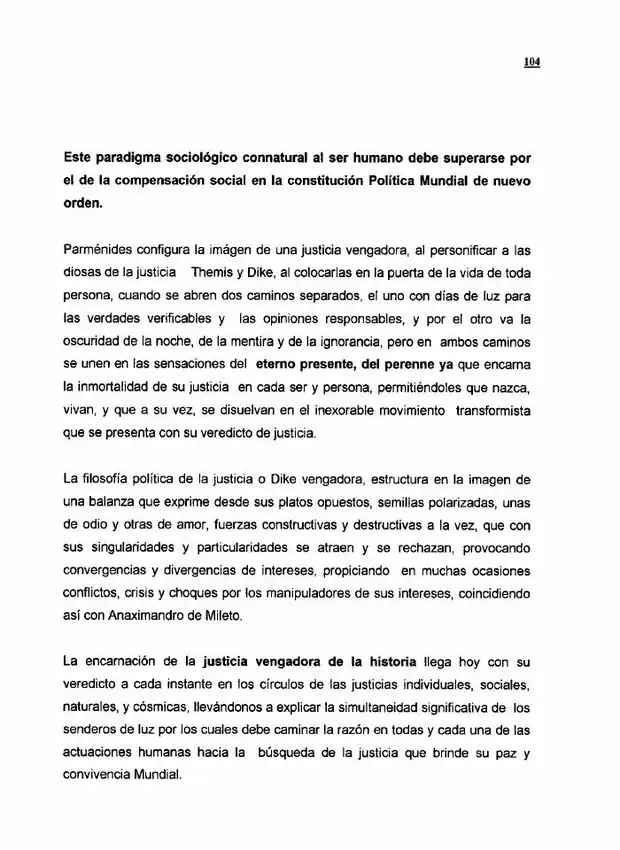 104
Este paradigma sociológico connatural al ser humano debe superarse por
el de la compensación social en la constitución Política Mundial de nuevo
orden.
Parménides configura la imágen de una justicia vengadora, al personificar a las
diosas de la justicia Themis y Dike, al colocarlas en la puerta de la vida de toda
persona, cuando se abren dos caminos separados, el uno con días de luz para
las verdades verificables y las opiniones responsables, y por el otro va la
oscuridad de la noche, de la mentira y de la ignorancia, pero en ambos caminos
se unen en las sensaciones del eterno presente, del perenne ya que encarna
la inmortalidad de su justicia en cada ser y persona, permitiéndoles que nazca,
vivan, y que a su vez, se disuelvan en el inexorable movimiento transformista
que se presenta con su veredicto de justicia.
La filosofía política de la justicia o Dike vengadora, estructura en la imagen de
una balanza que exprime desde sus platos opuestos, semillas polarizadas, unas
de odio y otras de amor, fuerzas constructivas y destructivas a la vez, que con
sus singularidades y particularidades se atraen y se rechazan, provocando
convergencias y divergencias de intereses, propiciando en muchas ocasiones
conflictos, crisis y choques por los manipuladores de sus intereses, coincidiendo
así con Anaximandro de Mileto.
La encarnación de la justicia vengadora de la historia llega hoy con su
veredicto a cada instante en los círculos de las justicias individuales, sociales,
naturales, y cósmicas, llevándonos a explicar la simultaneidad significativa de los
senderos de luz por los cuales debe caminar la razón en todas y cada una de las
actuaciones humanas hacia la búsqueda de la justicia que brinde su paz y
convivencia Mundial.